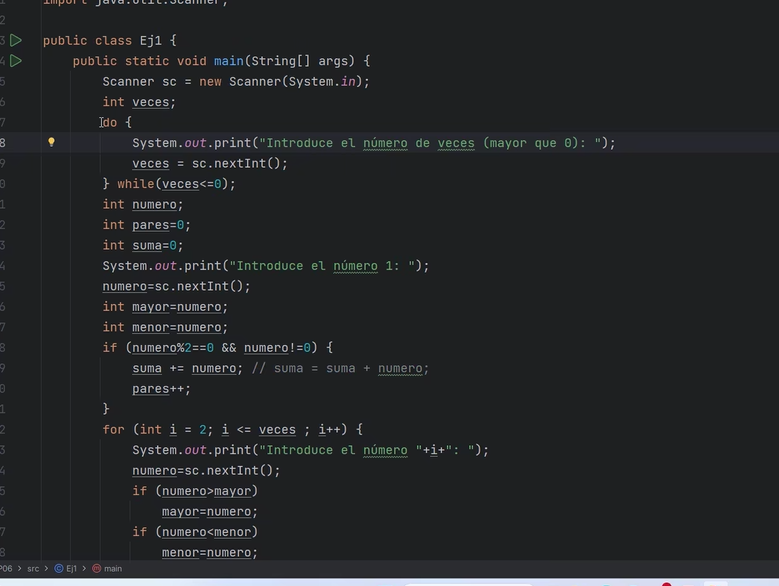 import java.util.Scanner;
2
3 public class Ej1 {
4 public static void main(String[] args) {
5 Scanner sc = new Scanner(System.in);
6 int veces;
7 do {
8 System.out.print("Introduce el número de veces (mayor que 0): ");
9 veces = sc.nextInt();
0 } while(veces<=0);
1 int numero;
2 int pares=0;
3 int suma=0;
4 System.out.print("Introduce el número 1: ");
5 numero=sc.nextInt();
6 int mayor=numero;
7 int menor=numero;
8 if (numero%2==0 && numero!=0) {
9 suma += numero; // suma = suma + numero;
0 pares++;
1 }
2 for (int i = 2; i <= veces ; i++) {
3 System.out.print("Introduce el número "+i+": ");
4 numero=sc.nextInt();
5 if (numero>mayor)
6 mayor=numero;
7 if (numero<menor)
8 menor=numero;
P06 > src > Ej1 > main